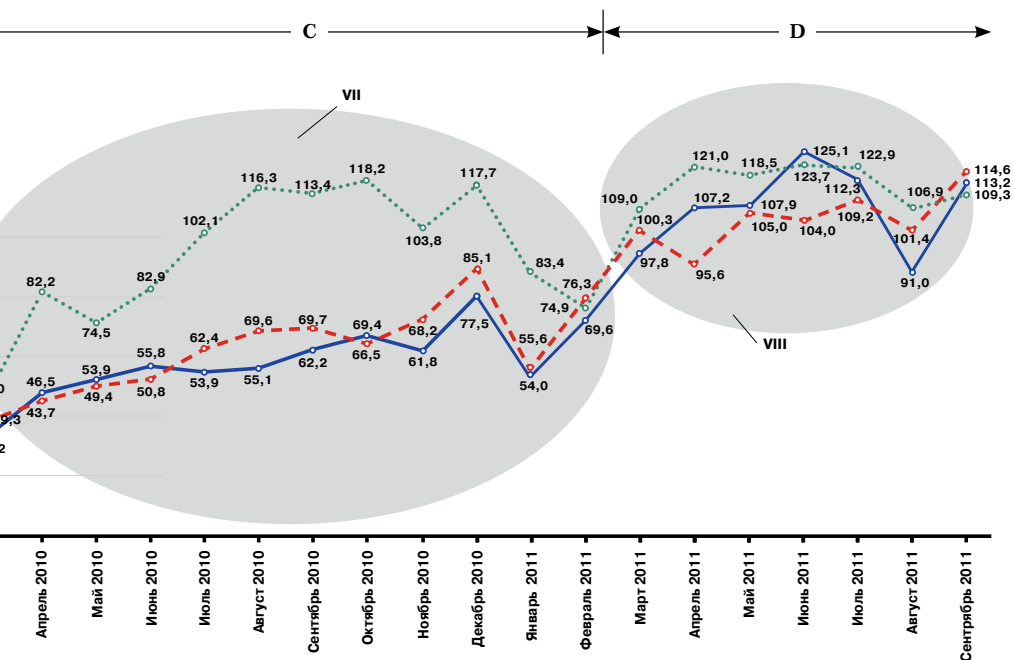 C
D
VII
118,2
117,7
116,3
113,4
102,1
103,8
82,2
82,9
74,5
85,1
83,4
76,3
74,9
69,6
69,7
69,4
62,4
68,2
77,5
55,6
69,6
55,8
53,9
46,5
53,9
55,1
62,2
66,5
61,8
54,0
49,4
50,8
43,7
0
9,3
2
121,0
118,5
125,1
122,9
123,7
109,0
107,2
107,9
112,3
106,9
114,6
113,2
109,3
100,3
105,0
104,0
109,2
101,4
97,8
95,6
91,0
VIII
Апрель 2010
Май 2010
Июнь 2010
Июль 2010
Август 2010
Сентябрь 2010
Октябрь 2010
Ноябрь 2010
Декабрь 2010
Январь 2011
Февраль 2011
Март 2011
Апрель 2011
Май 2011
Июнь 2011
Июль 2011
Август 2011
Сентрябрь 2011